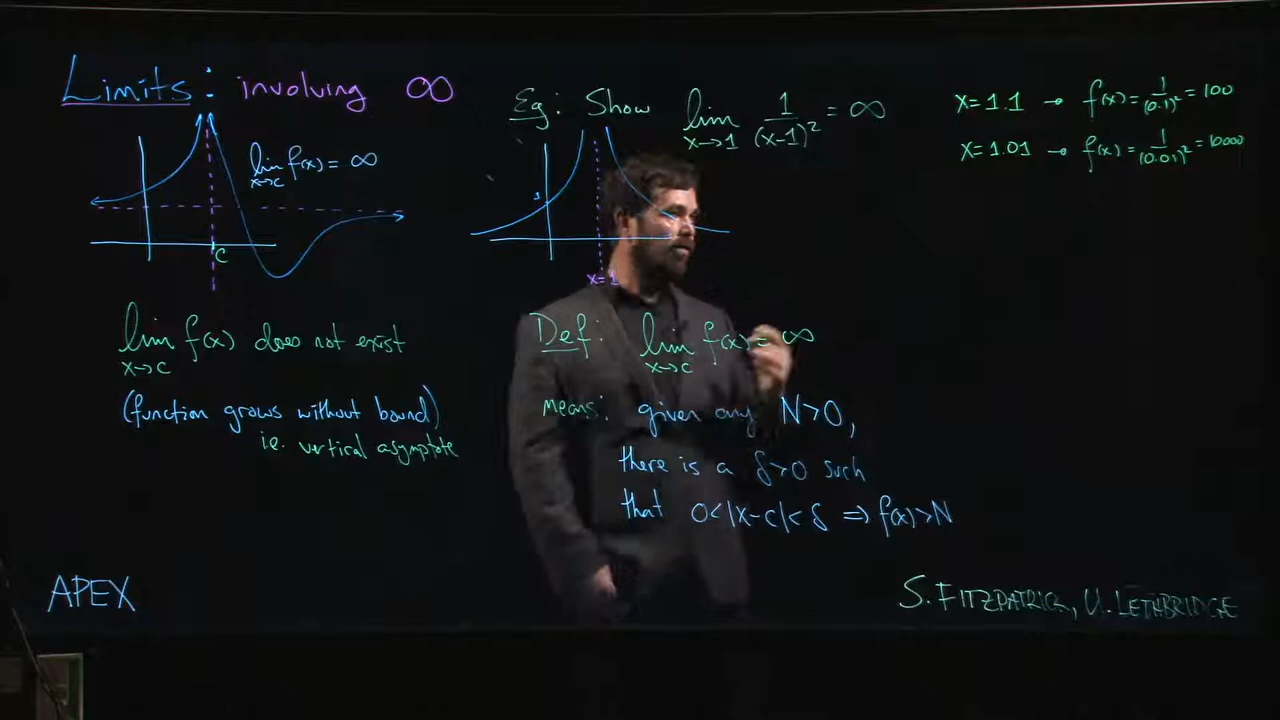 Limits: involving ∞
lim f(x) = ∞
x→c
c
lim f(x) does not exist
x→c
(function grows without bound)
i.e. vertical asymptote
APEX
Eg: Show lim 1/(x-1)² = ∞
x→1
1
x=1
Def: lim f(x) = ∞
x→c
means: given any N>0,
there is a δ>0 such
that 0<|x-c|<δ ⇒ f(x)>N
x=1.1 → f(x)=1/(0.1)²=100
x=1.01 → f(x)=1/(0.01)²=10000
S. FITZPATRICK, U. LETHBRIDGE